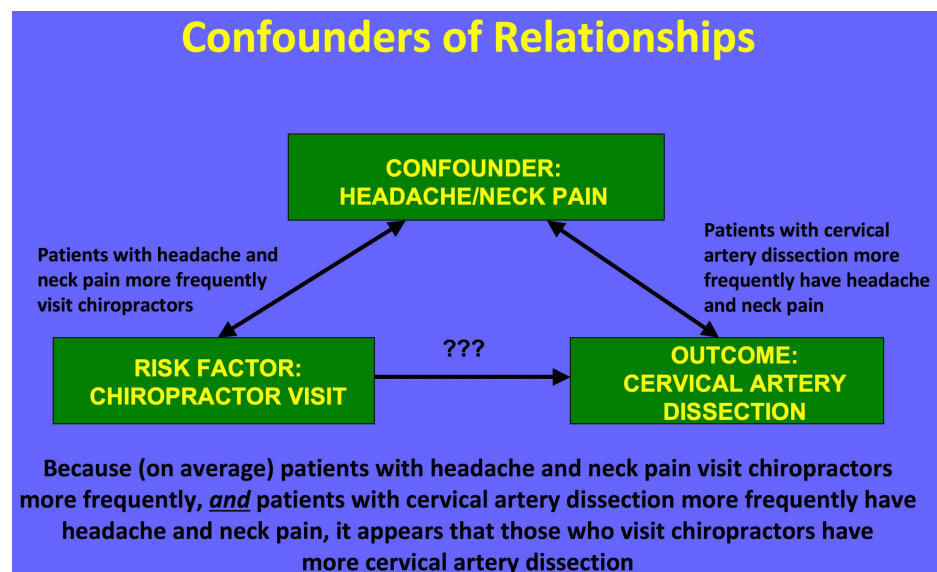 Confounders of Relationships
CONFOUNDER:
HEADACHE/NECK PAIN
Patients with headache and
neck pain more frequently
visit chiropractors
Patients with cervical
artery dissection more
frequently have headache
and neck pain
???
RISK FACTOR:
CHIROPRACTOR VISIT
OUTCOME:
CERVICAL ARTERY
DISSECTION
Because (on average) patients with headache and neck pain visit chiropractors
more frequently, and patients with cervical artery dissection more frequently have
headache and neck pain, it appears that those who visit chiropractors have
more cervical artery dissection